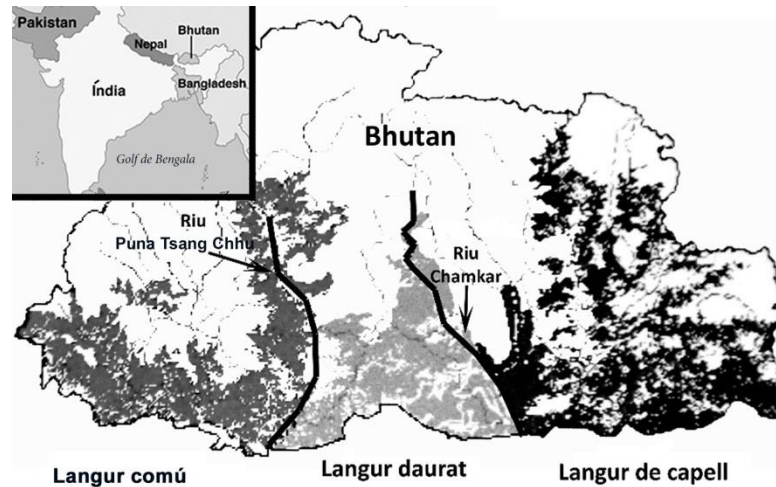 Pakistan
Nepal
Bhutan
Índia
Bangladesh
Golf de Bengala
Bhutan
Riu
Puna Tsang Chhu
Riu
Chamkar
Langur comú
Langur daurat
Langur de capell